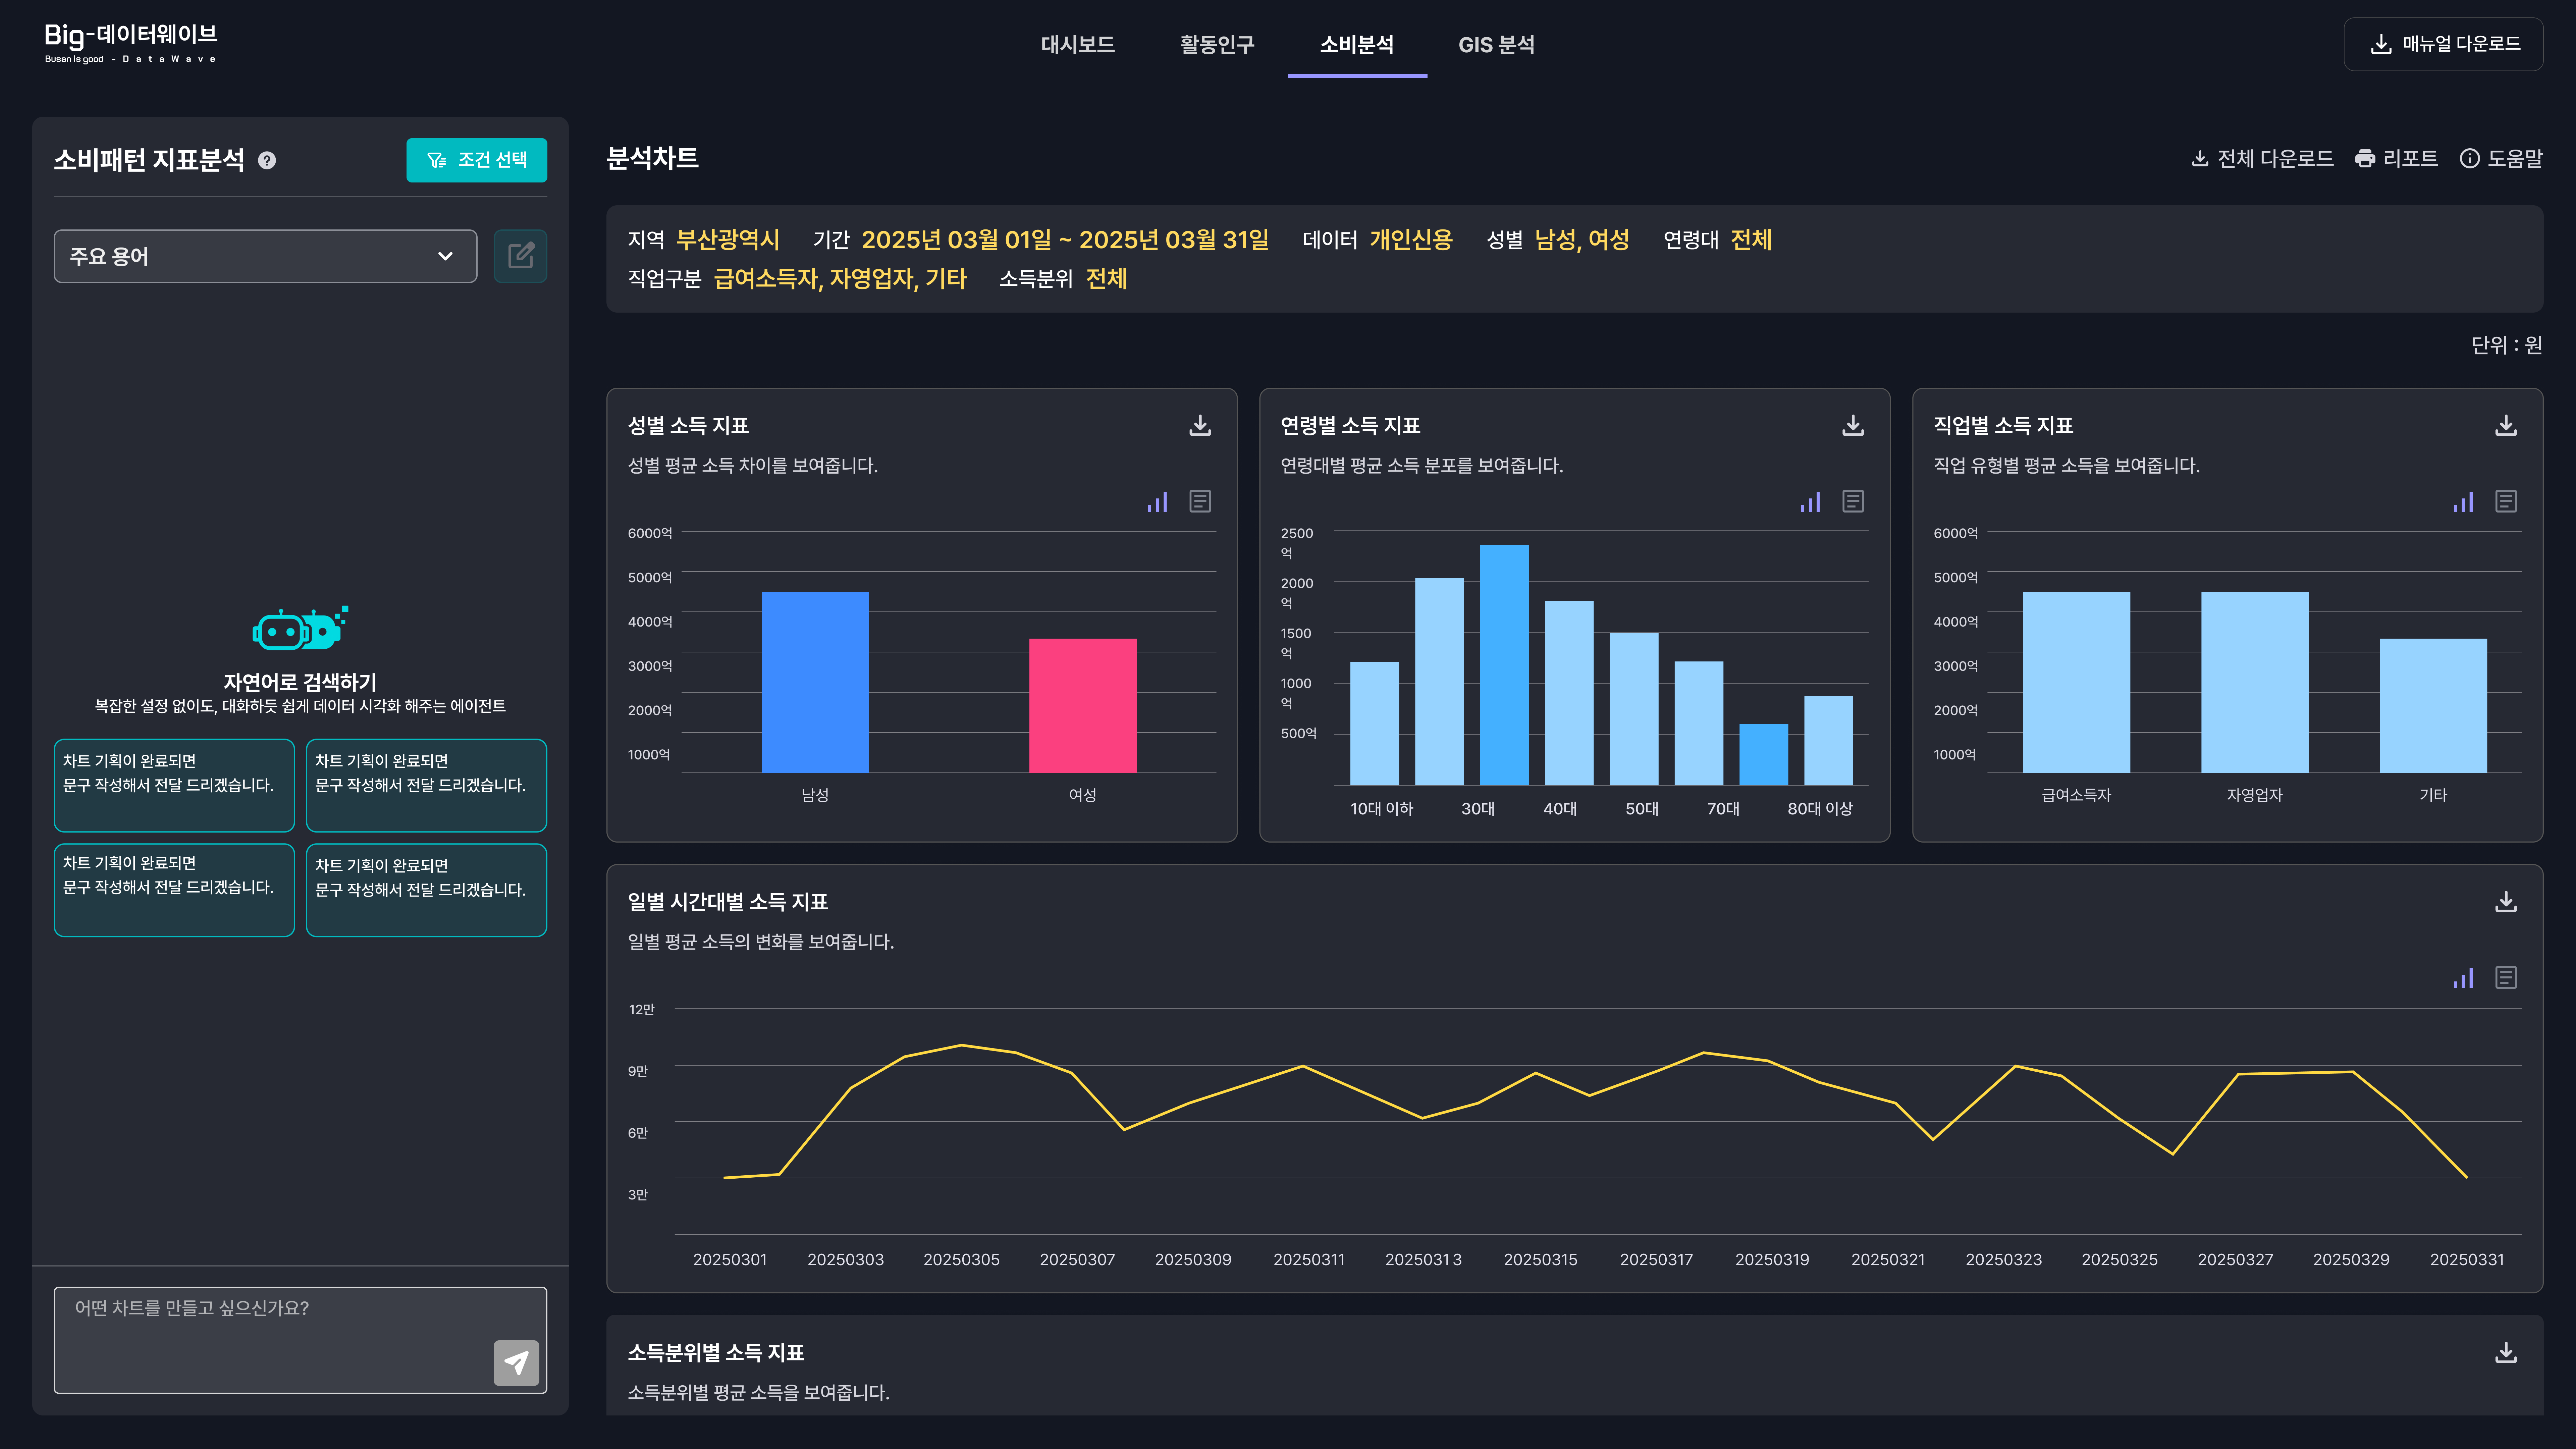 Big-데이터웨이브
Busan is good - DataWave
대시보드 활동인구 소비분석 GIS 분석
매뉴얼 다운로드
소비패턴 지표분석 ?
조건 선택
주요 용어
자연어로 검색하기
복잡한 설정 없이도, 대화하듯 쉽게 데이터 시각화 해주는 에이전트
차트 기획이 완료되면
문구 작성해서 전달 드리겠습니다.
차트 기획이 완료되면
문구 작성해서 전달 드리겠습니다.
차트 기획이 완료되면
문구 작성해서 전달 드리겠습니다.
차트 기획이 완료되면
문구 작성해서 전달 드리겠습니다.
어떤 차트를 만들고 싶으신가요?
분석차트
전체 다운로드 리포트 도움말
지역 부산광역시 기간 2025년 03월 01일 ~ 2025년 03월 31일 데이터 개인신용 성별 남성, 여성 연령대 전체
직업구분 급여소득자, 자영업자, 기타 소득분위 전체
단위 : 원
성별 소득 지표
성별 평균 소득 차이를 보여줍니다.
6000억
5000억
4000억
3000억
2000억
1000억
남성 여성
연령별 소득 지표
연령대별 평균 소득 분포를 보여줍니다.
2500
억
2000
억
1500
억
1000
억
500억
10대 이하 30대 40대 50대 70대 80대 이상
직업별 소득 지표
직업 유형별 평균 소득을 보여줍니다.
6000억
5000억
4000억
3000억
2000억
1000억
급여소득자 자영업자 기타
일별 시간대별 소득 지표
일별 평균 소득의 변화를 보여줍니다.
12만
9만
6만
3만
20250301 20250303 20250305 20250307 20250309 20250311 20250313 20250315 20250317 20250319 20250321 20250323 20250325 20250327 20250329 20250331
소득분위별 소득 지표
소득분위별 평균 소득을 보여줍니다.